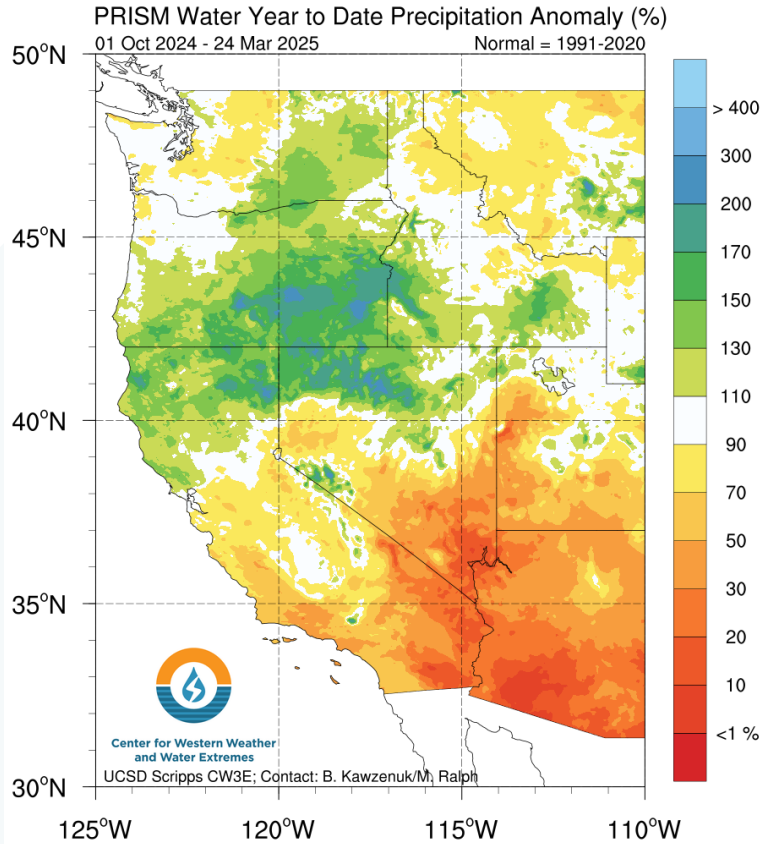 PRISM Water Year to Date Precipitation Anomaly (%)
01 Oct 2024 - 24 Mar 2025 Normal = 1991-2020
50°N
45°N
40°N
35°N
30°N
125°W 120°W 115°W 110°W
> 400
300
200
170
150
130
110
90
70
50
30
20
10
<1 %
Center for Western Weather
and Water Extremes
UCSD Scripps CW3E; Contact: B. Kawzenuk/M. Ralph